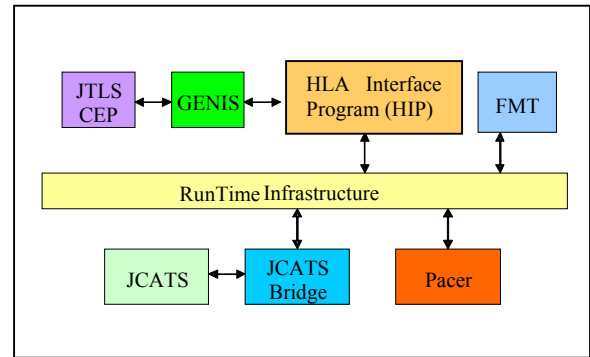 JTLS
CEP
GENIS
HLA Interface
Program (HIP)
FMT
RunTime Infrastructure
JCATS
JCATS
Bridge
Pacer